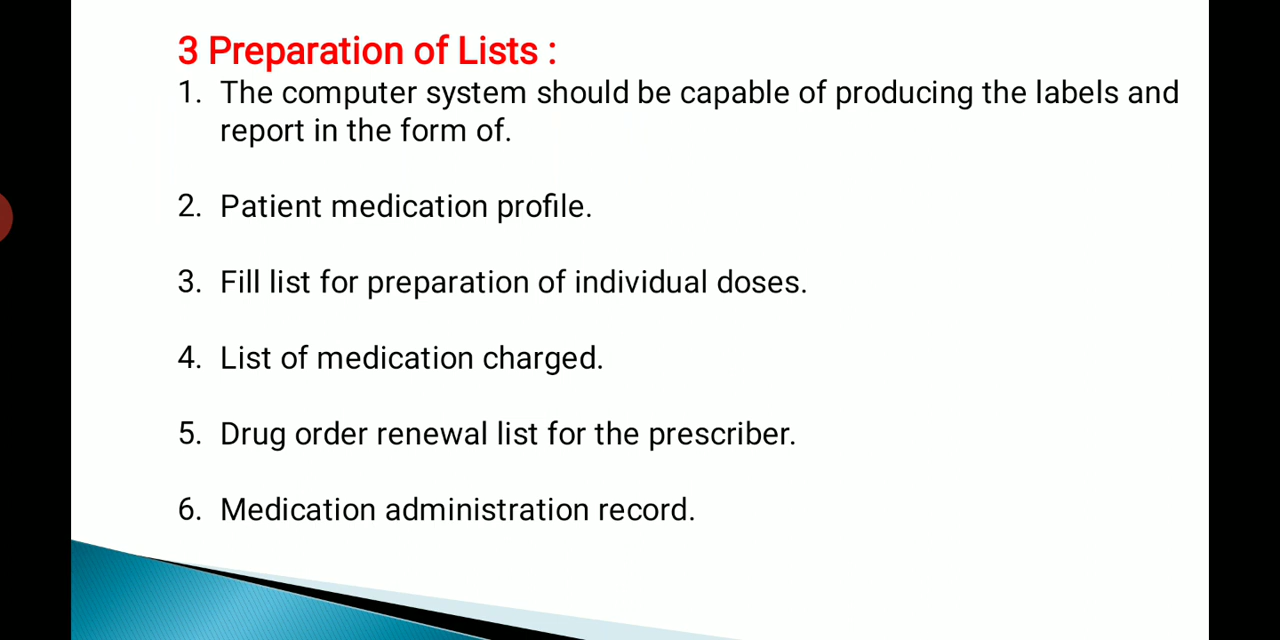 3 Preparation of Lists :
1. The computer system should be capable of producing the labels and
report in the form of.
2. Patient medication profile.
3. Fill list for preparation of individual doses.
4. List of medication charged.
5. Drug order renewal list for the prescriber.
6. Medication administration record.